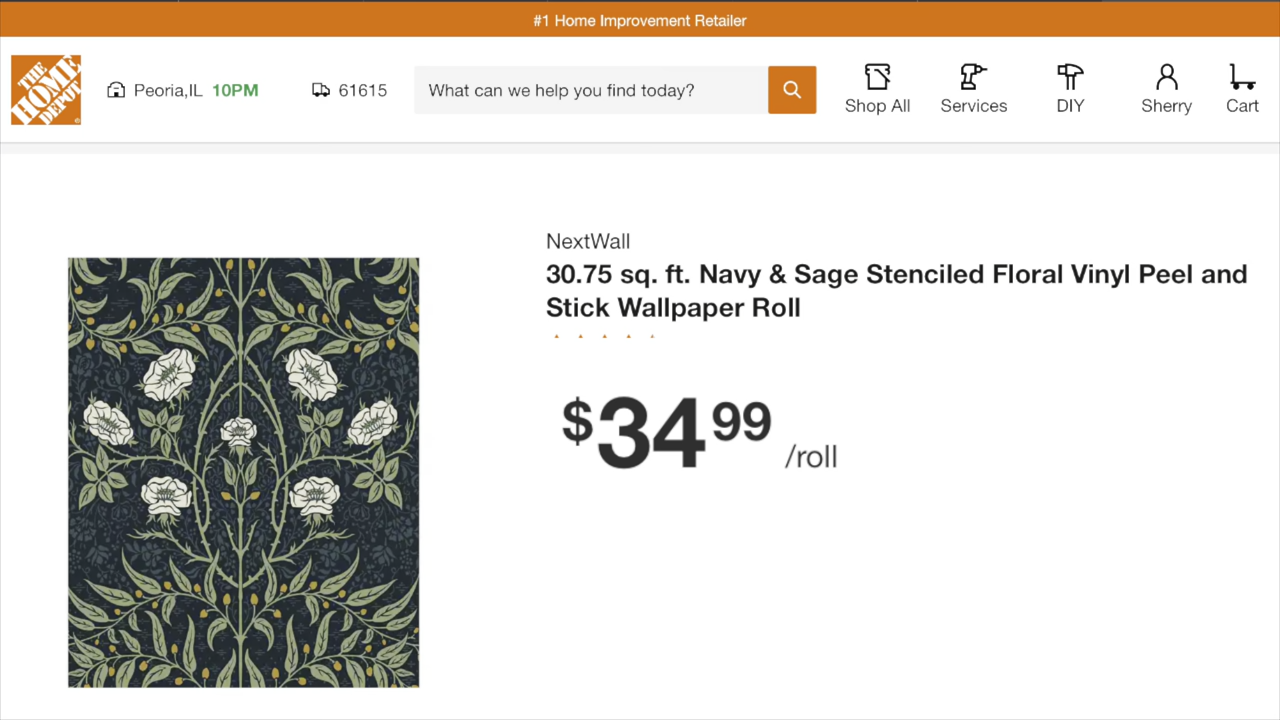 #1 Home Improvement Retailer
THE HOME DEPOT
Peoria,IL 10PM
61615
What can we help you find today?
Shop All
Services
DIY
Sherry
Cart
NextWall
30.75 sq. ft. Navy & Sage Stenciled Floral Vinyl Peel and
Stick Wallpaper Roll
$34 99 /roll